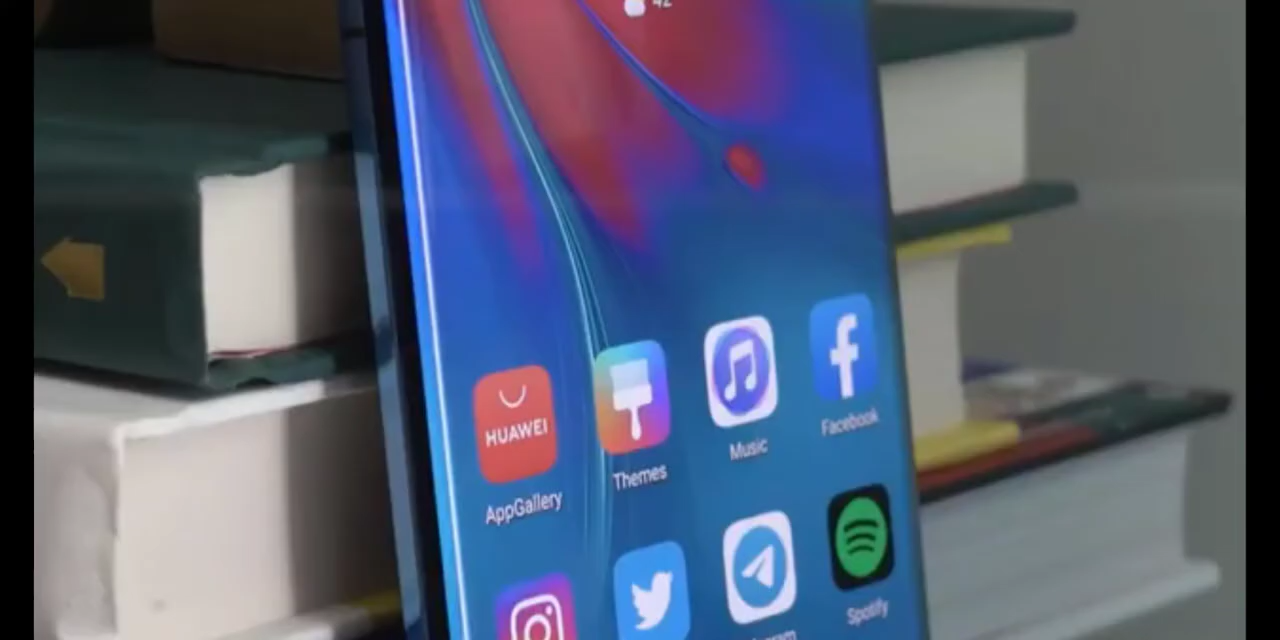 HUAWEI
AppGallery
Themes
Music
Facebook
Spotify